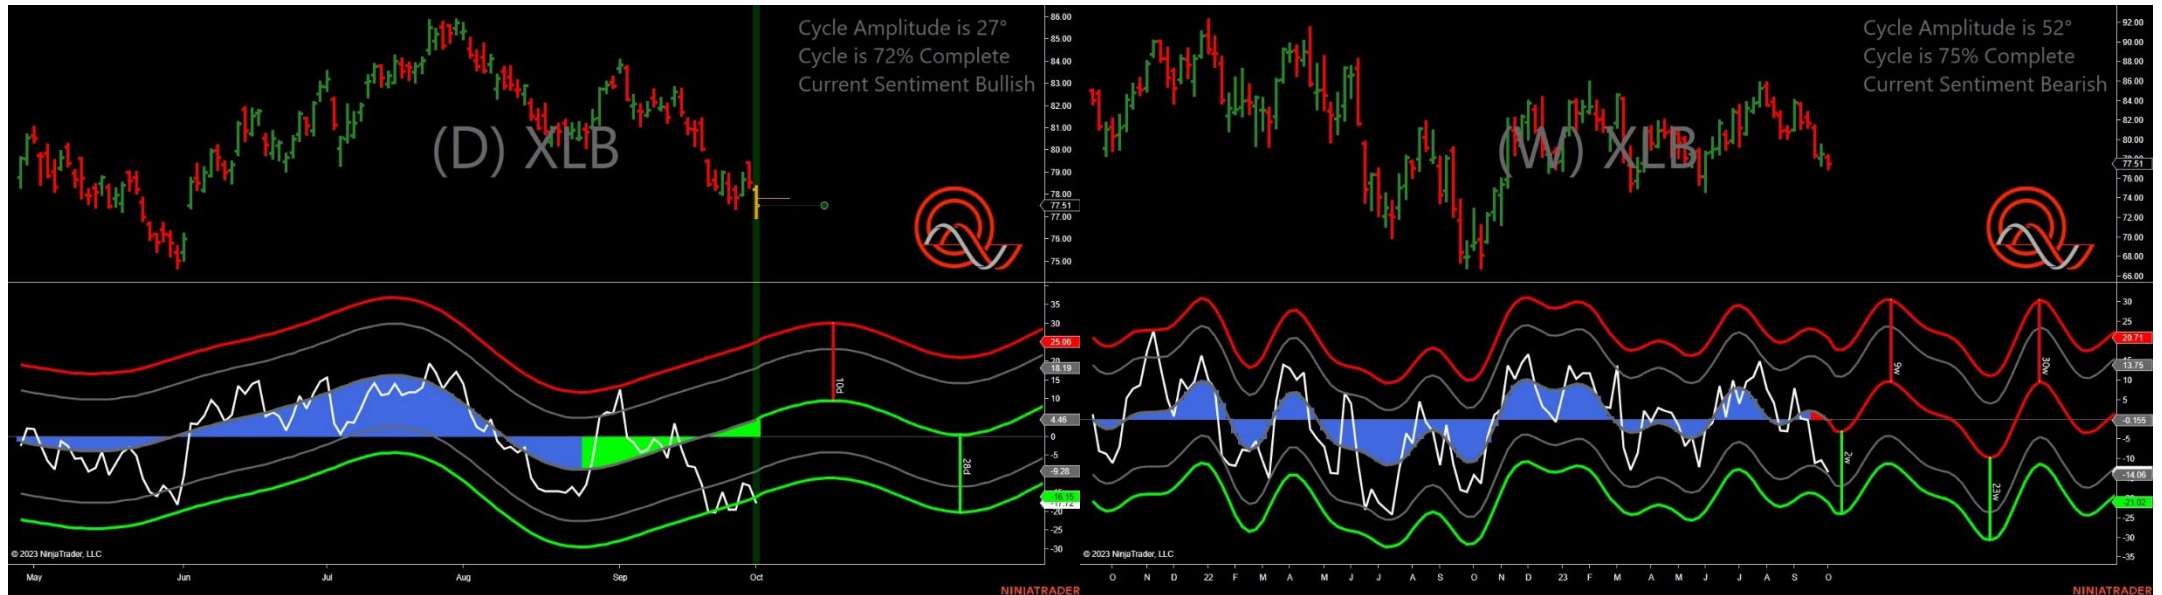 Cycle Amplitude is 27°
Cycle is 72% Complete
Current Sentiment Bullish
(D) XLB
86.00
85.00
84.00
83.00
82.00
81.00
80.00
79.00
78.00
77.51
77.00
76.00
75.00
35
30
25.06
20
18.19
15
10
5
4.46
0
-5
-9.28
-16.15
-17.72
-20
-25
-30
10d
28d
© 2023 NinjaTrader, LLC
May Jun Jul Aug Sep Oct
NINJATRADER
Cycle Amplitude is 52°
Cycle is 75% Complete
Current Sentiment Bearish
(W) XLB
92.00
90.00
88.00
86.00
84.00
82.00
80.00
77.51
76.00
74.00
72.00
70.00
68.00
66.00
30
25
20.71
13.75
10
5
-0.155
-5
-10
-14.06
-21.02
-25
-30
-35
9w
30w
2w
23w
© 2023 NinjaTrader, LLC
O N D 22 F M A M J J A S O N D 23 F M A M J J A S O
NINJATRADER